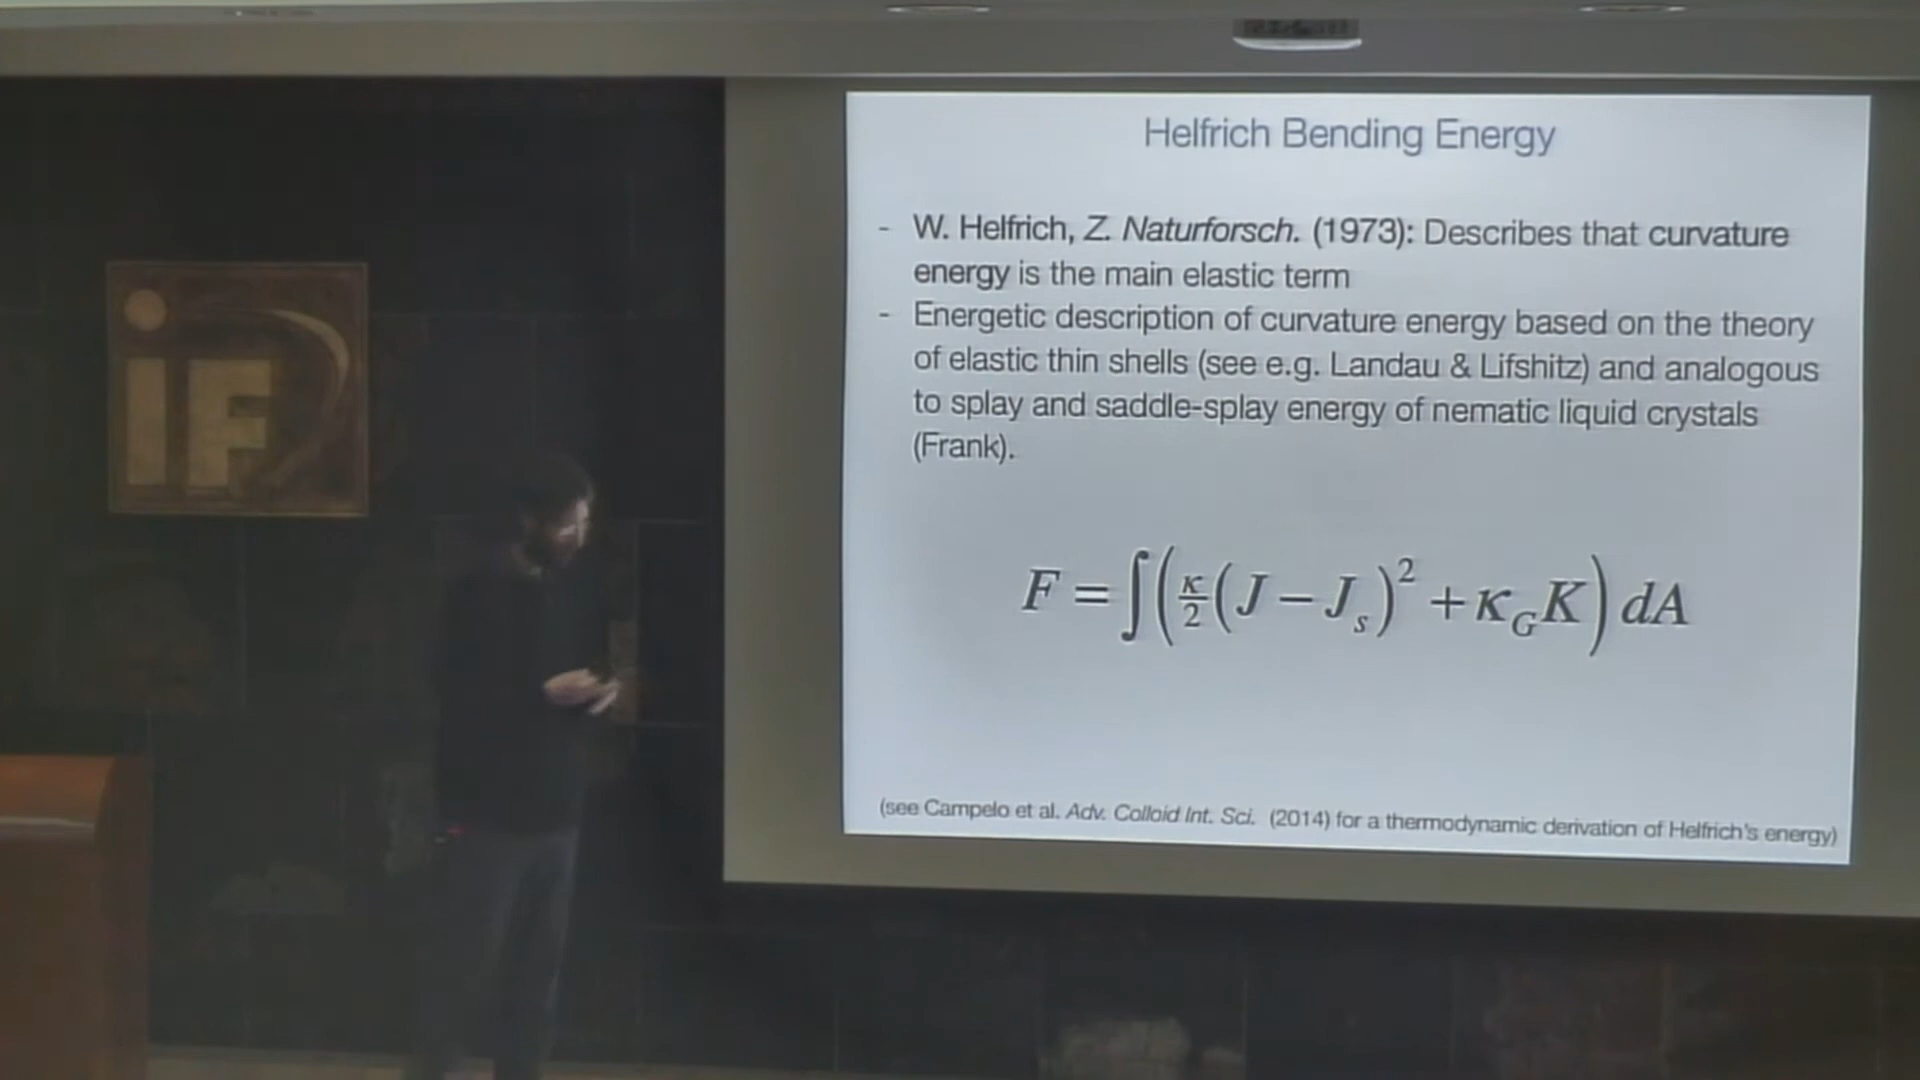 iF
Helfrich Bending Energy
- W. Helfrich, Z. Naturforsch. (1973): Describes that curvature
energy is the main elastic term
- Energetic description of curvature energy based on the theory
of elastic thin shells (see e.g. Landau & Lifshitz) and analogous
to splay and saddle-splay energy of nematic liquid crystals
(Frank).
F = ∫(κ/2 (J − J_s)² + κ_G K) dA
(see Campelo et al. Adv. Colloid Int. Sci. (2014) for a thermodynamic derivation of Helfrich's energy)